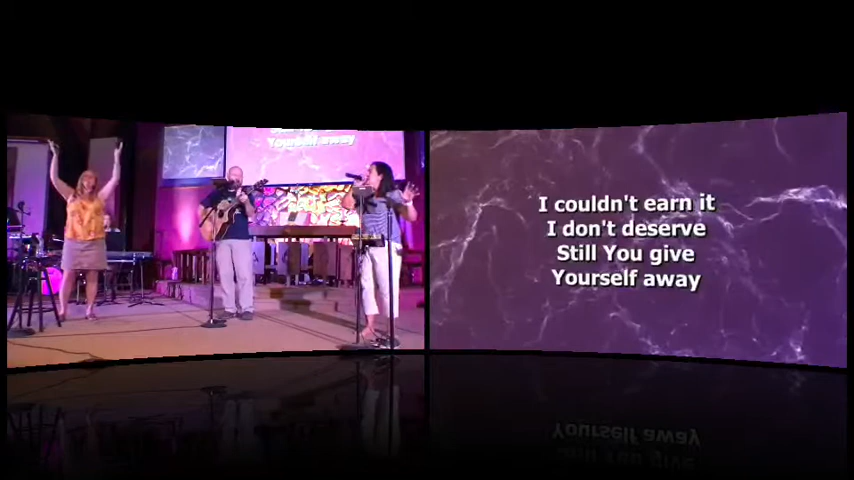 Yourself away
I couldn't earn it
I don't deserve
Still You give
Yourself away